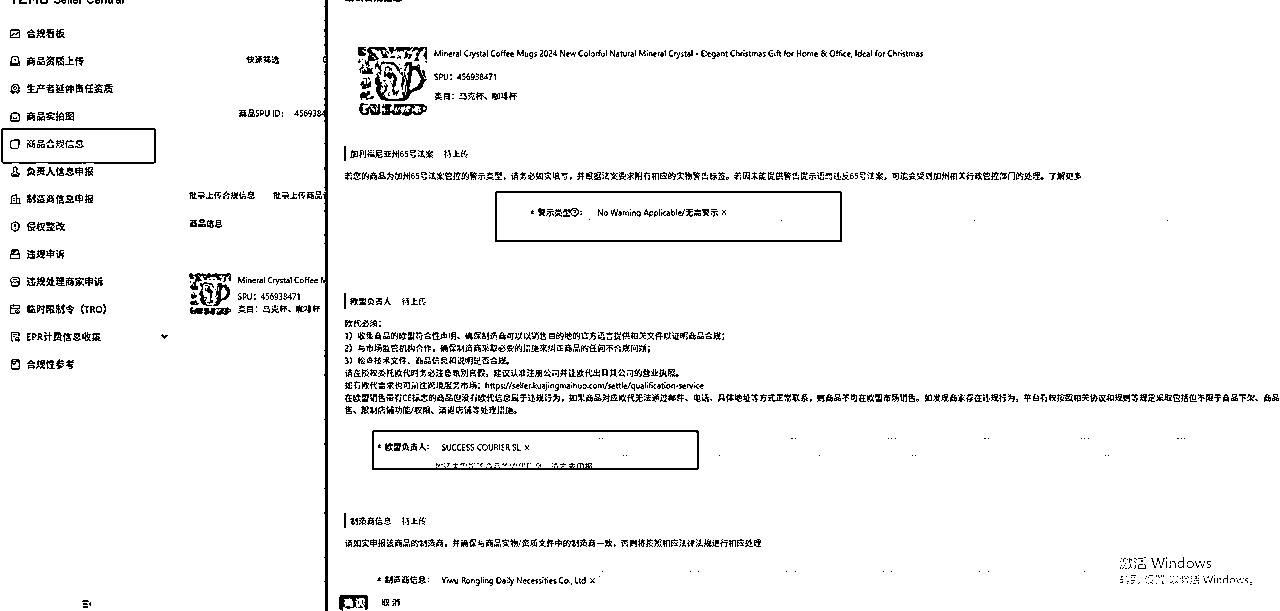 TEMU Seller Central
合规看板
商品资质上传
生产者延伸责任资质
商品实拍图
商品合规信息
负责人信息申报
制造商信息申报
侵权整改
违规申诉
违规处理商家申诉
临时限制令（TRO）
EPR计费信息收集
合规性参考
快速筛选
商品SPU ID： 4569384
批量上传合规信息 批量上传商品
商品信息
Mineral Crystal Coffee M
SPU：456938471
类目：马克杯、咖啡杯
Mineral Crystal Coffee Mugs 2024 New Colorful Natural Mineral Crystal - Elegant Christmas Gift for Home & Office, Ideal for Christmas
SPU：456938471
类目：马克杯、咖啡杯
加利福尼亚州65号法案 待上传
若您的商品为加州65号法案管控的警示类型，请务必如实填写，并根据法案要求附有相应的实物警告标签。若因未能提供警告提示语而违反65号法案，可能会受到加州相关行政管控部门的处理。了解更多
* 警示类型?： No Warning Applicable/无需警示 ×
欧盟负责人 待上传
欧代必须：
1）收集商品的欧盟符合性声明、确保制造商可以以销售目的地的官方语言提供相关文件以证明商品合规；
2）与市场监管机构合作，确保制造商采取必要的措施来纠正商品的任何不合规问题；
3）检查技术文件、商品信息和说明是否合规。
请在授权委托欧代时务必注意甄别真假，建议认准注册公司并让欧代出具其公司的营业执照。
如有欧代需求也可前往跨境服务市场：https://seller.kuajingmaihuo.com/settle/qualification-service
在欧盟销售带有CE标志的商品但没有欧代信息属于违规行为，如果商品对应欧代无法通过邮件、电话、具体地址等方式正常联系，则商品不可在欧盟市场销售。如发现商家存在违规行为，平台有权按照相关协议和规则等规定采取包括但不限于商品下架、商品
售、限制店铺功能/权限、清退店铺等处理措施。
* 欧盟负责人： SUCCESS COURIER SL ×
制造商信息 待上传
请如实申报该商品的制造商，并确保与商品实物/资质文件中的制造商一致，否则将按照相应法律法规进行相应处理
* 制造商信息： Yiwu Rongling Daily Necessities Co., Ltd ×
取消
激活 Windows